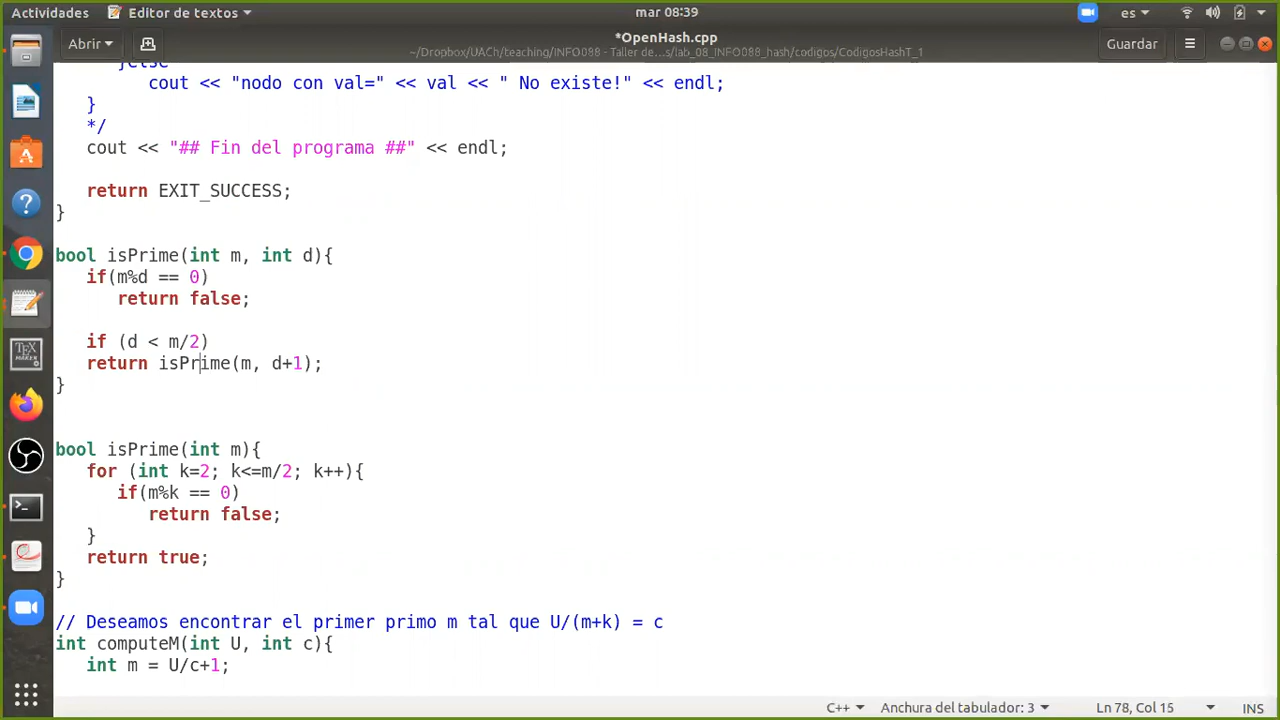 Actividades
Editor de textos
mar 08:39
es
Abrir
*OpenHash.cpp
~/Dropbox/UACh/teaching/INFO088 - Taller de…s/lab_08_INFO088_hash/codigos/CodigosHashT_1
Guardar
}else
cout << "nodo con val=" << val << " No existe!" << endl;
}
*/
cout << "## Fin del programa ##" << endl;
return EXIT_SUCCESS;
}
bool isPrime(int m, int d){
if(m%d == 0)
return false;
if (d < m/2)
return isPrime(m, d+1);
}
bool isPrime(int m){
for (int k=2; k<=m/2; k++){
if(m%k == 0)
return false;
}
return true;
}
// Deseamos encontrar el primer primo m tal que U/(m+k) = c
int computeM(int U, int c){
int m = U/c+1;
C++
Anchura del tabulador: 3
Ln 78, Col 15
INS